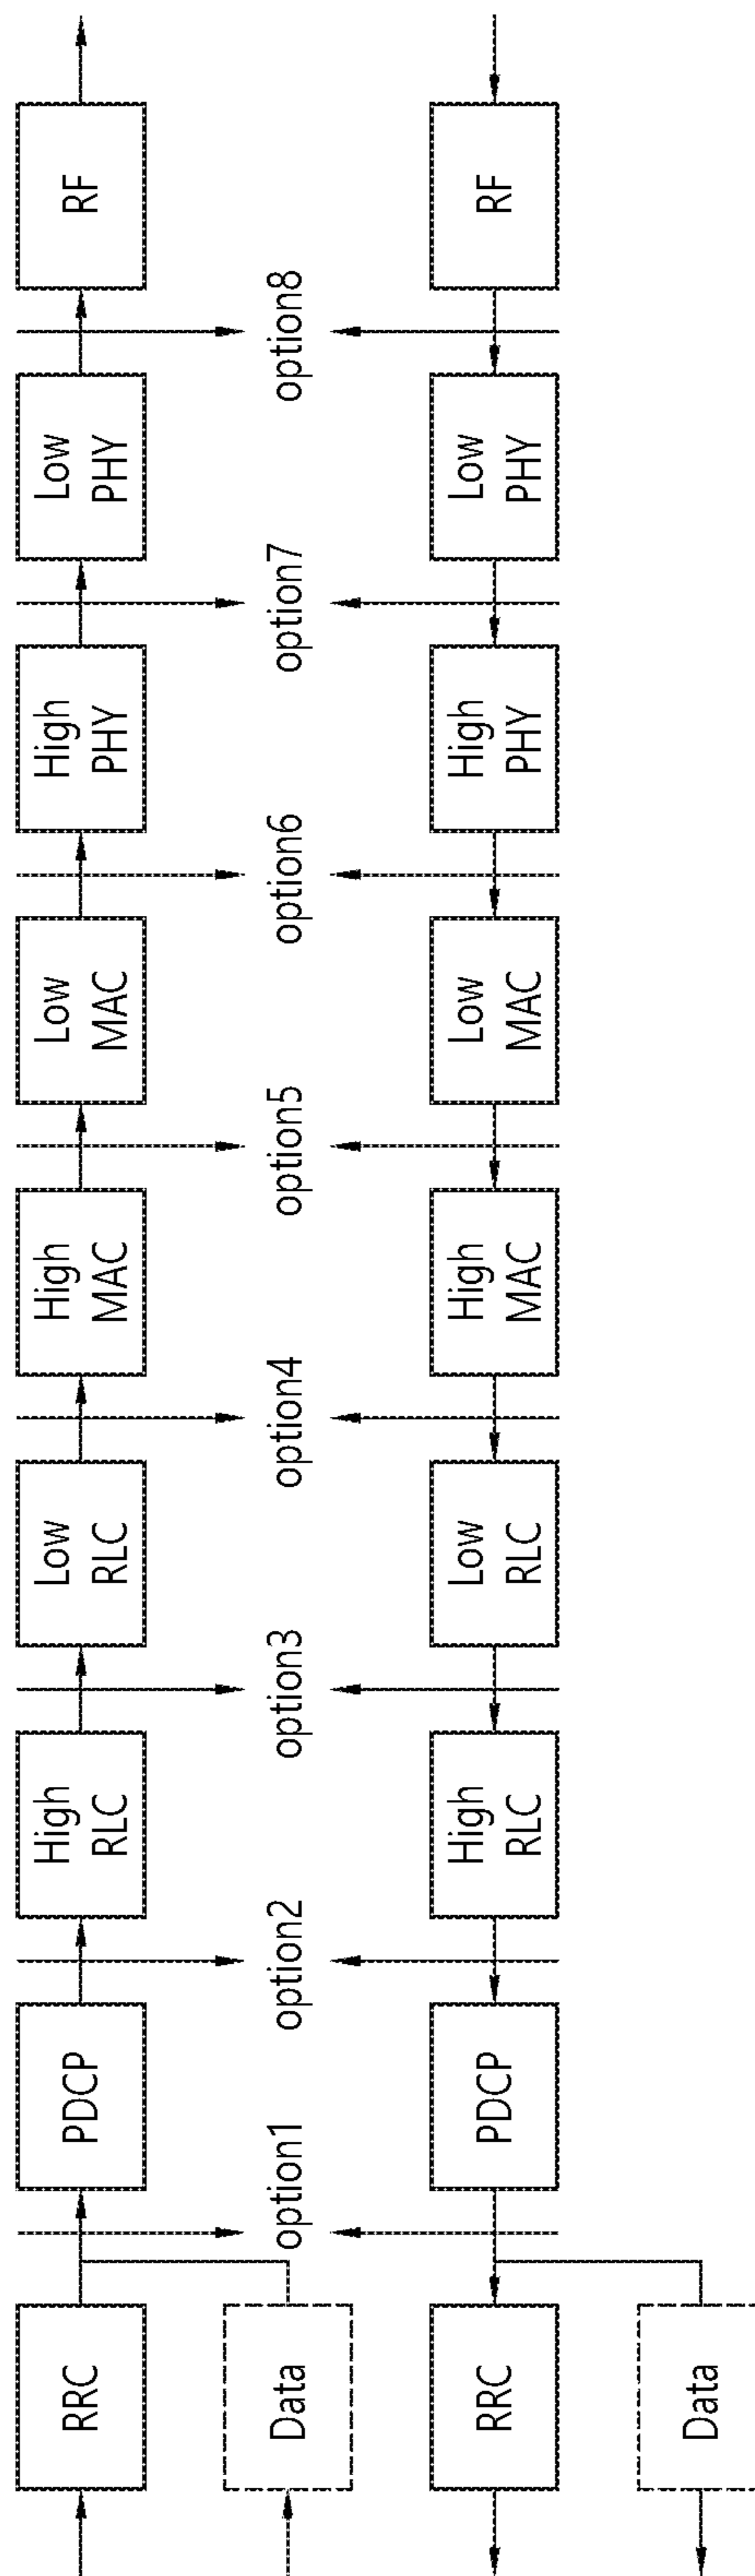 RRC
PDCP
High
RLC
Low
RLC
High
MAC
Low
MAC
High
PHY
Low
PHY
RF
Data
option1
option2
option3
option4
option5
option6
option7
option8
RRC
PDCP
High
RLC
Low
RLC
High
MAC
Low
MAC
High
PHY
Low
PHY
RF
Data